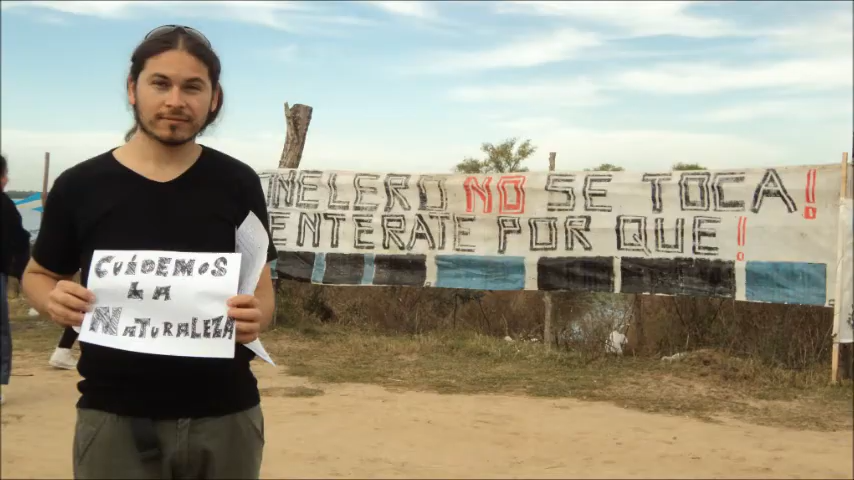 CUiDEMOS
LA
NATURALEZA
NELERO NO SE TOCA!
ENTERATE POR QUE!